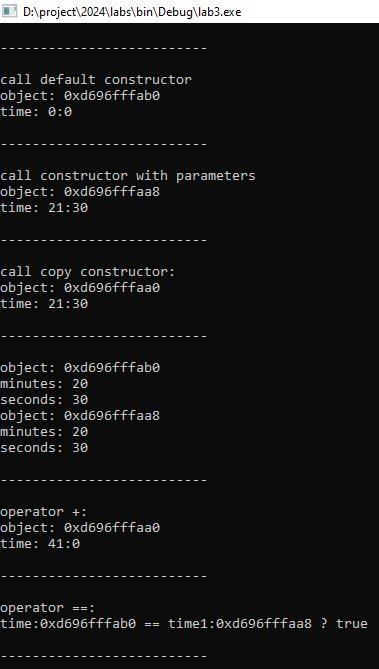 D:\project\2024\labs\bin\Debug\lab3.exe
--------------------------
call default constructor
object: 0xd696fffab0
time: 0:0
--------------------------
call constructor with parameters
object: 0xd696fffaa8
time: 21:30
--------------------------
call copy constructor:
object: 0xd696fffaa0
time: 21:30
--------------------------
object: 0xd696fffab0
minutes: 20
seconds: 30
object: 0xd696fffaa8
minutes: 20
seconds: 30
--------------------------
operator +:
object: 0xd696fffaa0
time: 41:0
--------------------------
operator ==:
time:0xd696fffab0 == time1:0xd696fffaa8 ? true
--------------------------